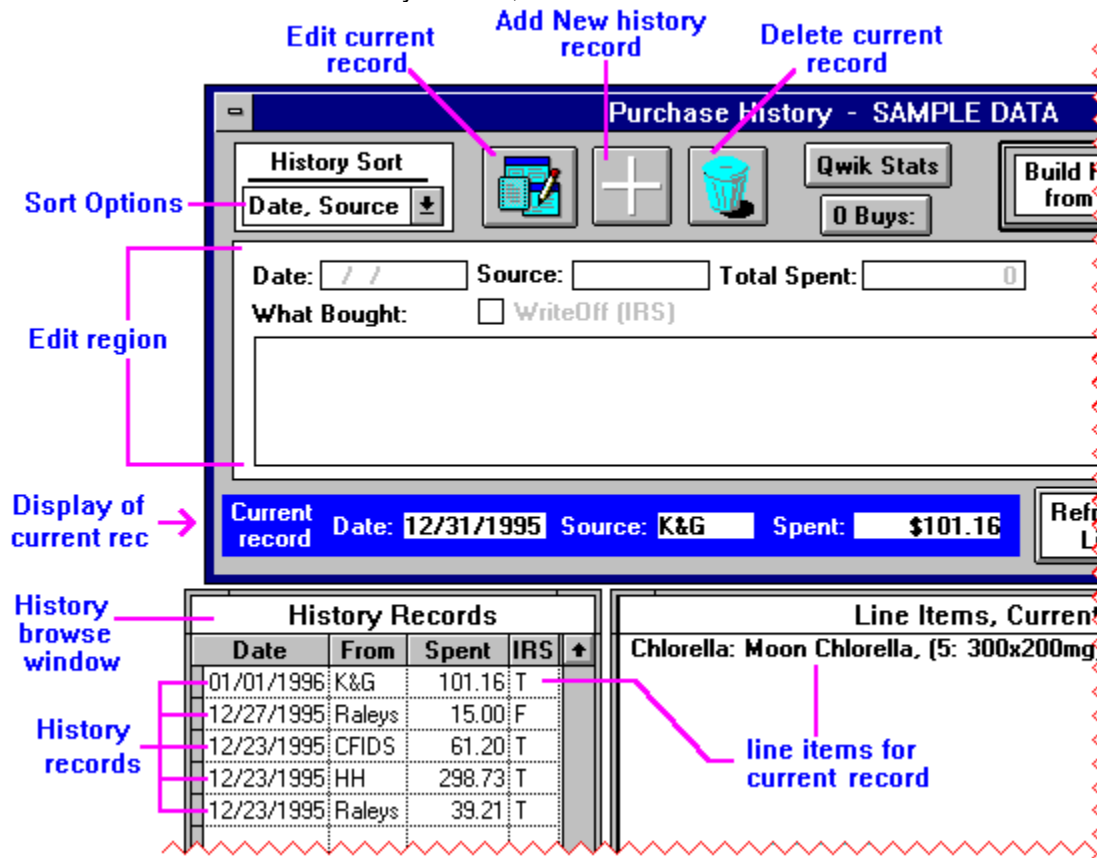 Edit current
record
Add New history
record
Delete current
record
Purchase History - SAMPLE DATA
History Sort
Sort Options
Date, Source
Qwik Stats
0 Buys:
Build
from
Edit region
Date: / / Source: Total Spent: 0
What Bought: WriteOff (IRS)
Display of
current rec
Current
record
Date: 12/31/1995 Source: K&G Spent: $101.16
History
browse
window
History Records
Date From Spent IRS
01/01/1996 K&G 101.16 T
12/27/1995 Raleys 15.00 F
12/23/1995 CFIDS 61.20 T
12/23/1995 HH 298.73 T
12/23/1995 Raleys 39.21 T
History
records
Line Items, Current
Chlorella: Moon Chlorella, (5: 300x200mg
line items for
current record